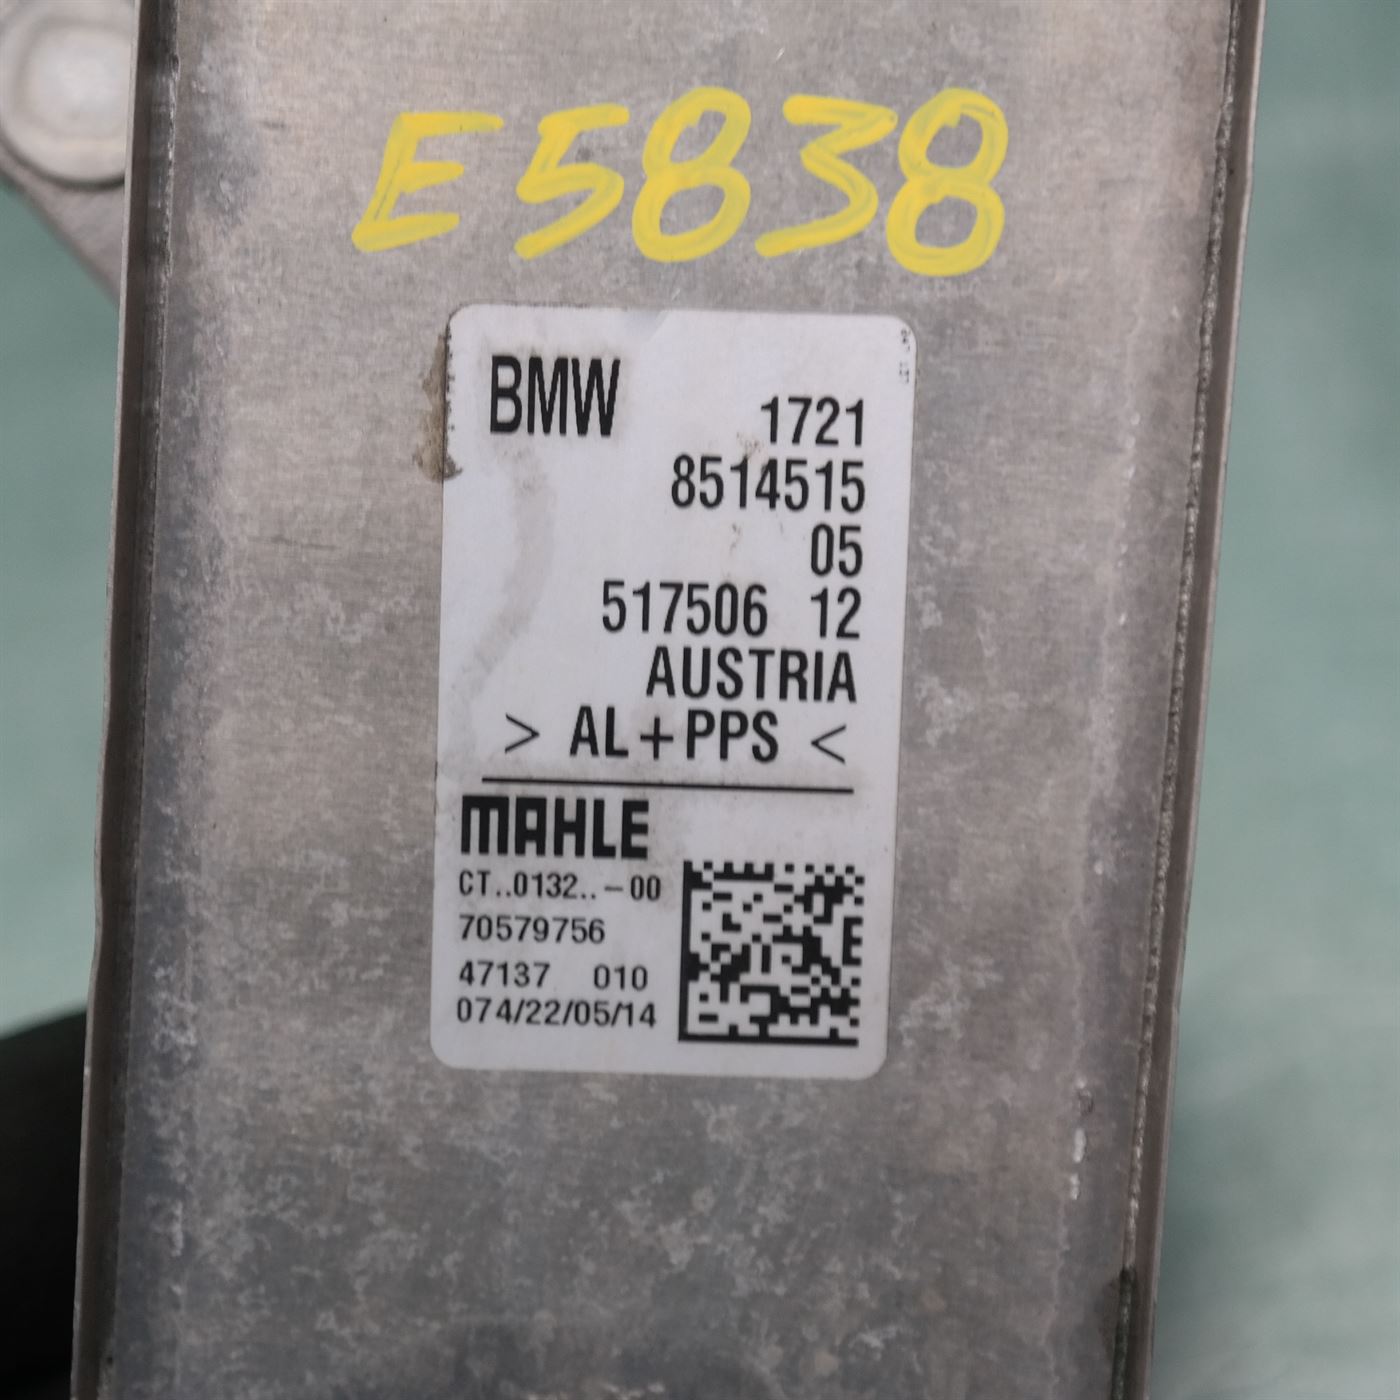 E5838
BMW
1721
8514515
05
517506 12
AUSTRIA
> AL+PPS <
MAHLE
CT..0132..-00
70579756
47137 010
074/22/05/14